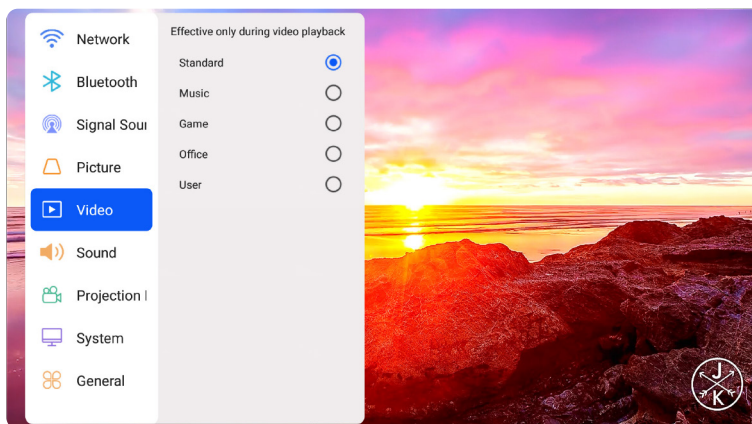 Network
Bluetooth
Signal Sour
Picture
Video
Sound
Projection
System
General
Effective only during video playback
Standard
Music
Game
Office
User
J
K